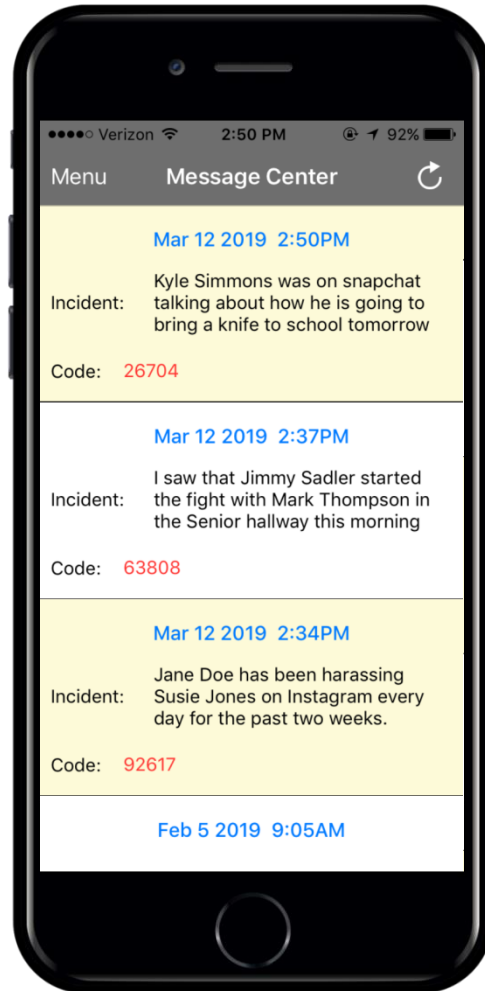 Verizon 2:50 PM 92%
Menu Message Center
Mar 12 2019 2:50PM
Kyle Simmons was on snapchat
Incident: talking about how he is going to
bring a knife to school tomorrow
Code: 26704
Mar 12 2019 2:37PM
I saw that Jimmy Sadler started
Incident: the fight with Mark Thompson in
the Senior hallway this morning
Code: 63808
Mar 12 2019 2:34PM
Jane Doe has been harassing
Incident: Susie Jones on Instagram every
day for the past two weeks.
Code: 92617
Feb 5 2019 9:05AM